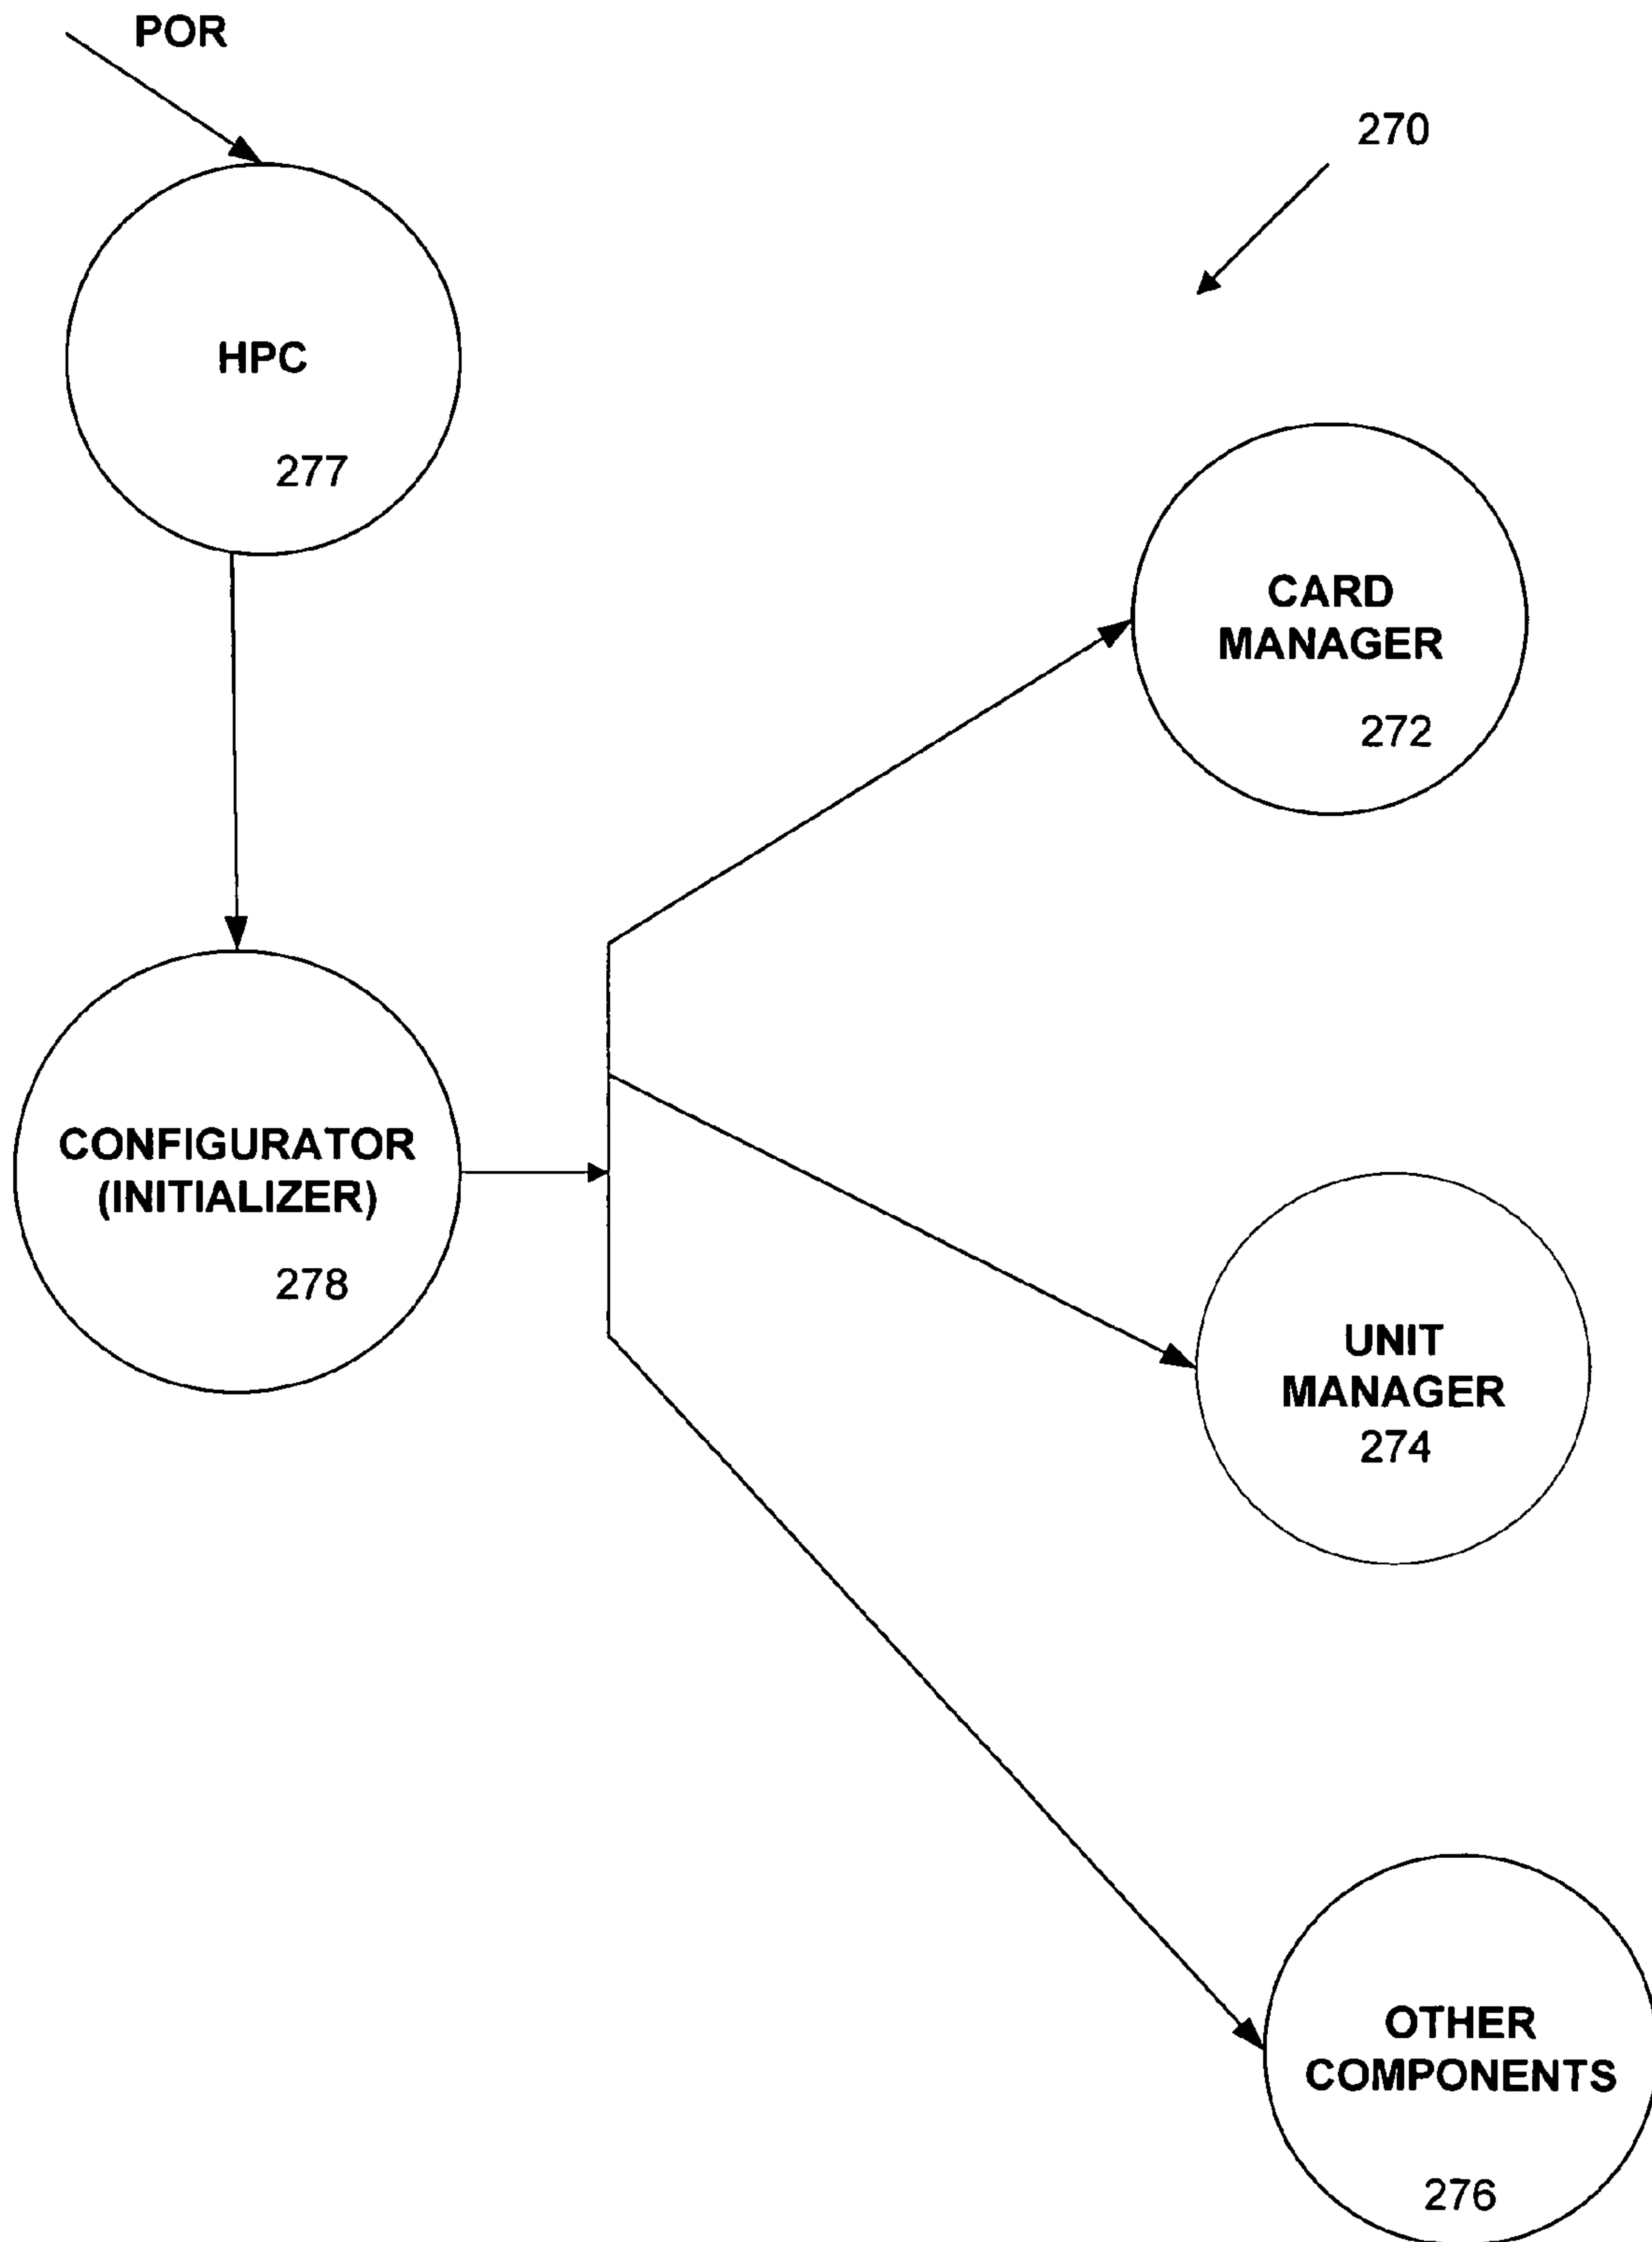 POR
270
HPC
277
CARD
MANAGER
272
CONFIGURATOR
(INITIALIZER)
278
UNIT
MANAGER
274
OTHER
COMPONENTS
276